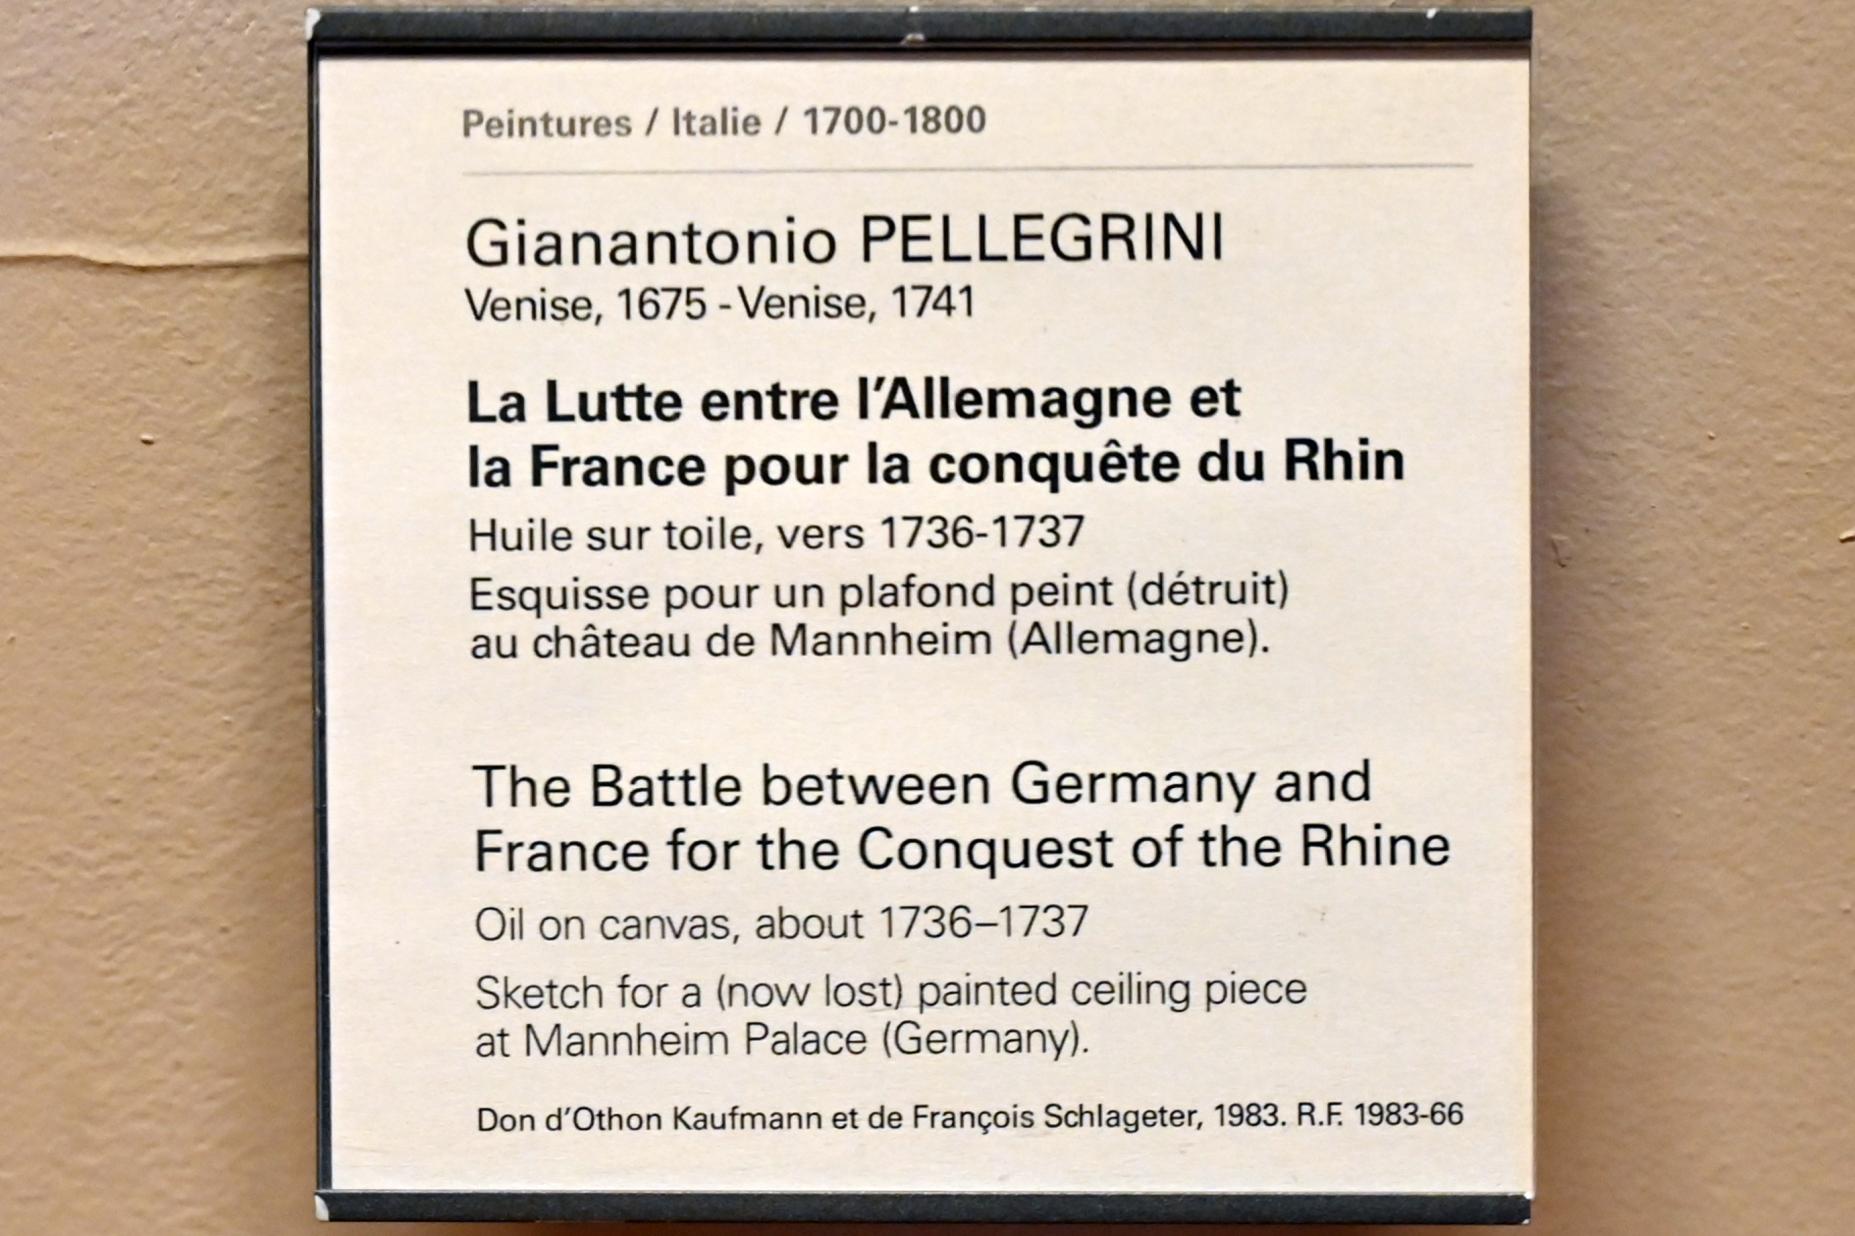 Peintures / Italie / 1700-1800
Gianantonio PELLEGRINI
Venise, 1675 - Venise, 1741
La Lutte entre l'Allemagne et
la France pour la conquête du Rhin
Huile sur toile, vers 1736-1737
Esquisse pour un plafond peint (détruit)
au château de Mannheim (Allemagne).
The Battle between Germany and
France for the Conquest of the Rhine
Oil on canvas, about 1736–1737
Sketch for a (now lost) painted ceiling piece
at Mannheim Palace (Germany).
Don d'Othon Kaufmann et de François Schlageter, 1983. R.F. 1983-66